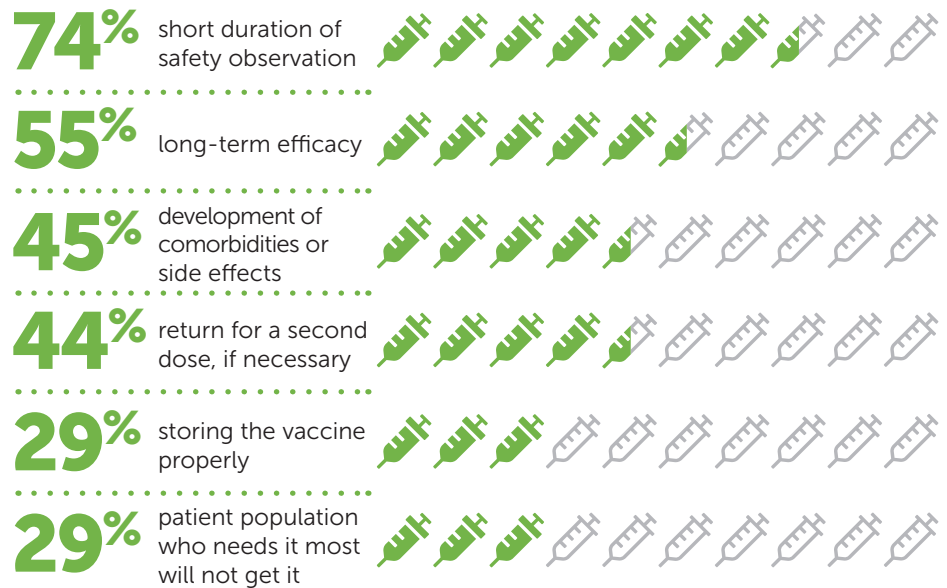 74%
short duration of
safety observation
55%
long-term efficacy
45%
development of
comorbidities or
side effects
44%
return for a second
dose, if necessary
29%
storing the vaccine
properly
29%
patient population
who needs it most
will not get it